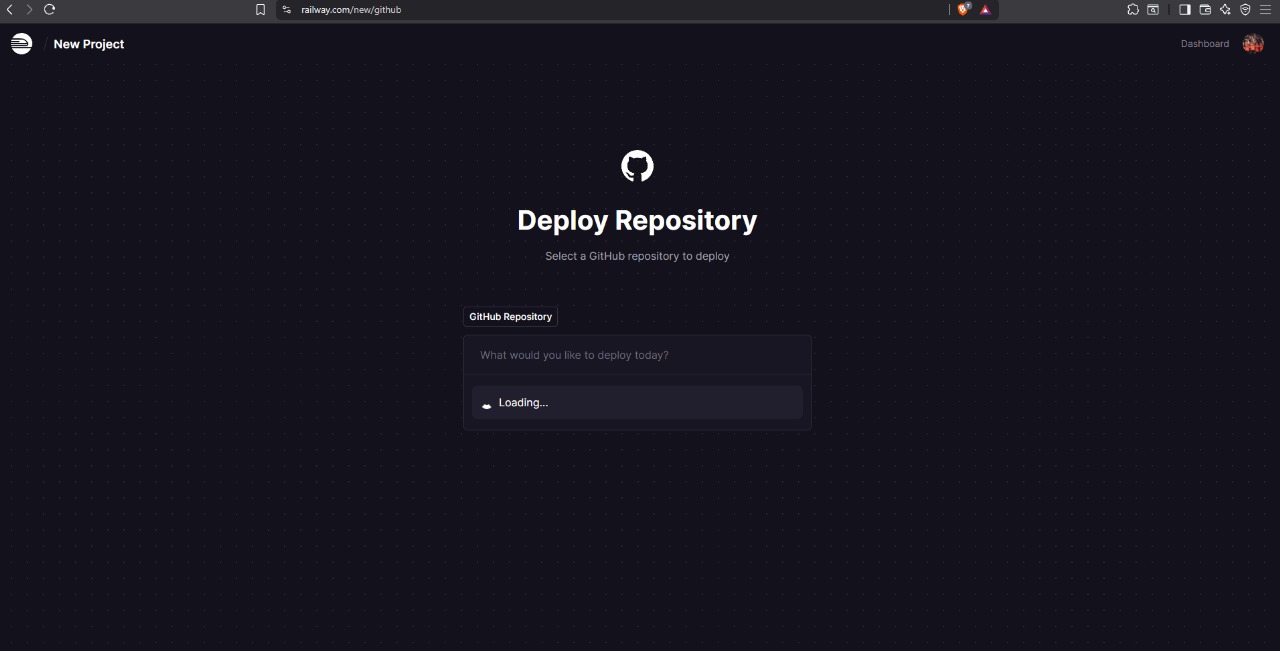 railway.com/new/github
7
New Project
Dashboard
Deploy Repository
Select a GitHub repository to deploy
GitHub Repository
What would you like to deploy today?
Loading...